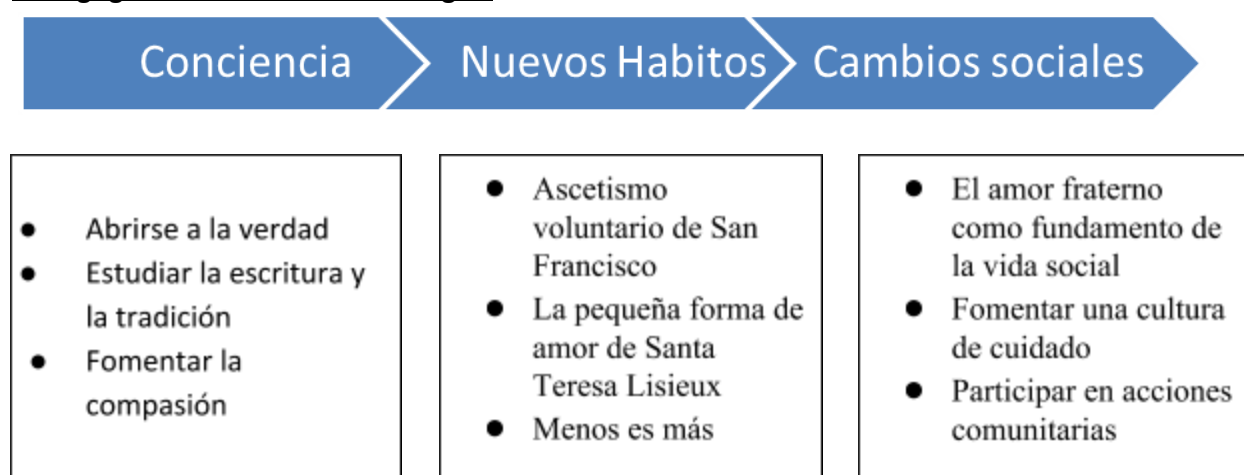 Conciencia
Nuevos Habitos
Cambios sociales
● Abrirse a la verdad
● Estudiar la escritura y
la tradición
● Fomentar la
compasión
● Ascetismo
voluntario de San
Francisco
● La pequeña forma de
amor de Santa
Teresa Lisieux
● Menos es más
● El amor fraterno
como fundamento de
la vida social
● Fomentar una cultura
de cuidado
● Participar en acciones
comunitarias